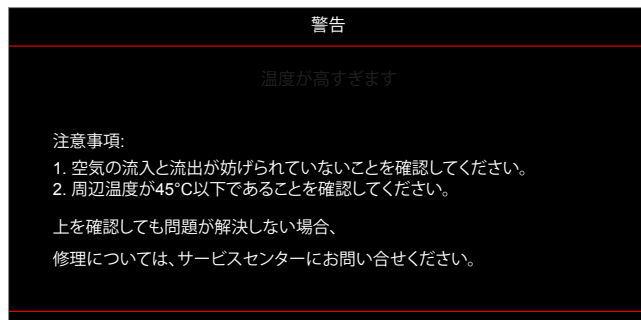 警告
温度が高すぎます
注意事項:
1. 空気の流入と流出が妨げられていないことを確認してください。
2. 周辺温度が45°C以下であることを確認してください。
上を確認しても問題が解決しない場合、
修理については、サービスセンターにお問い合せください。